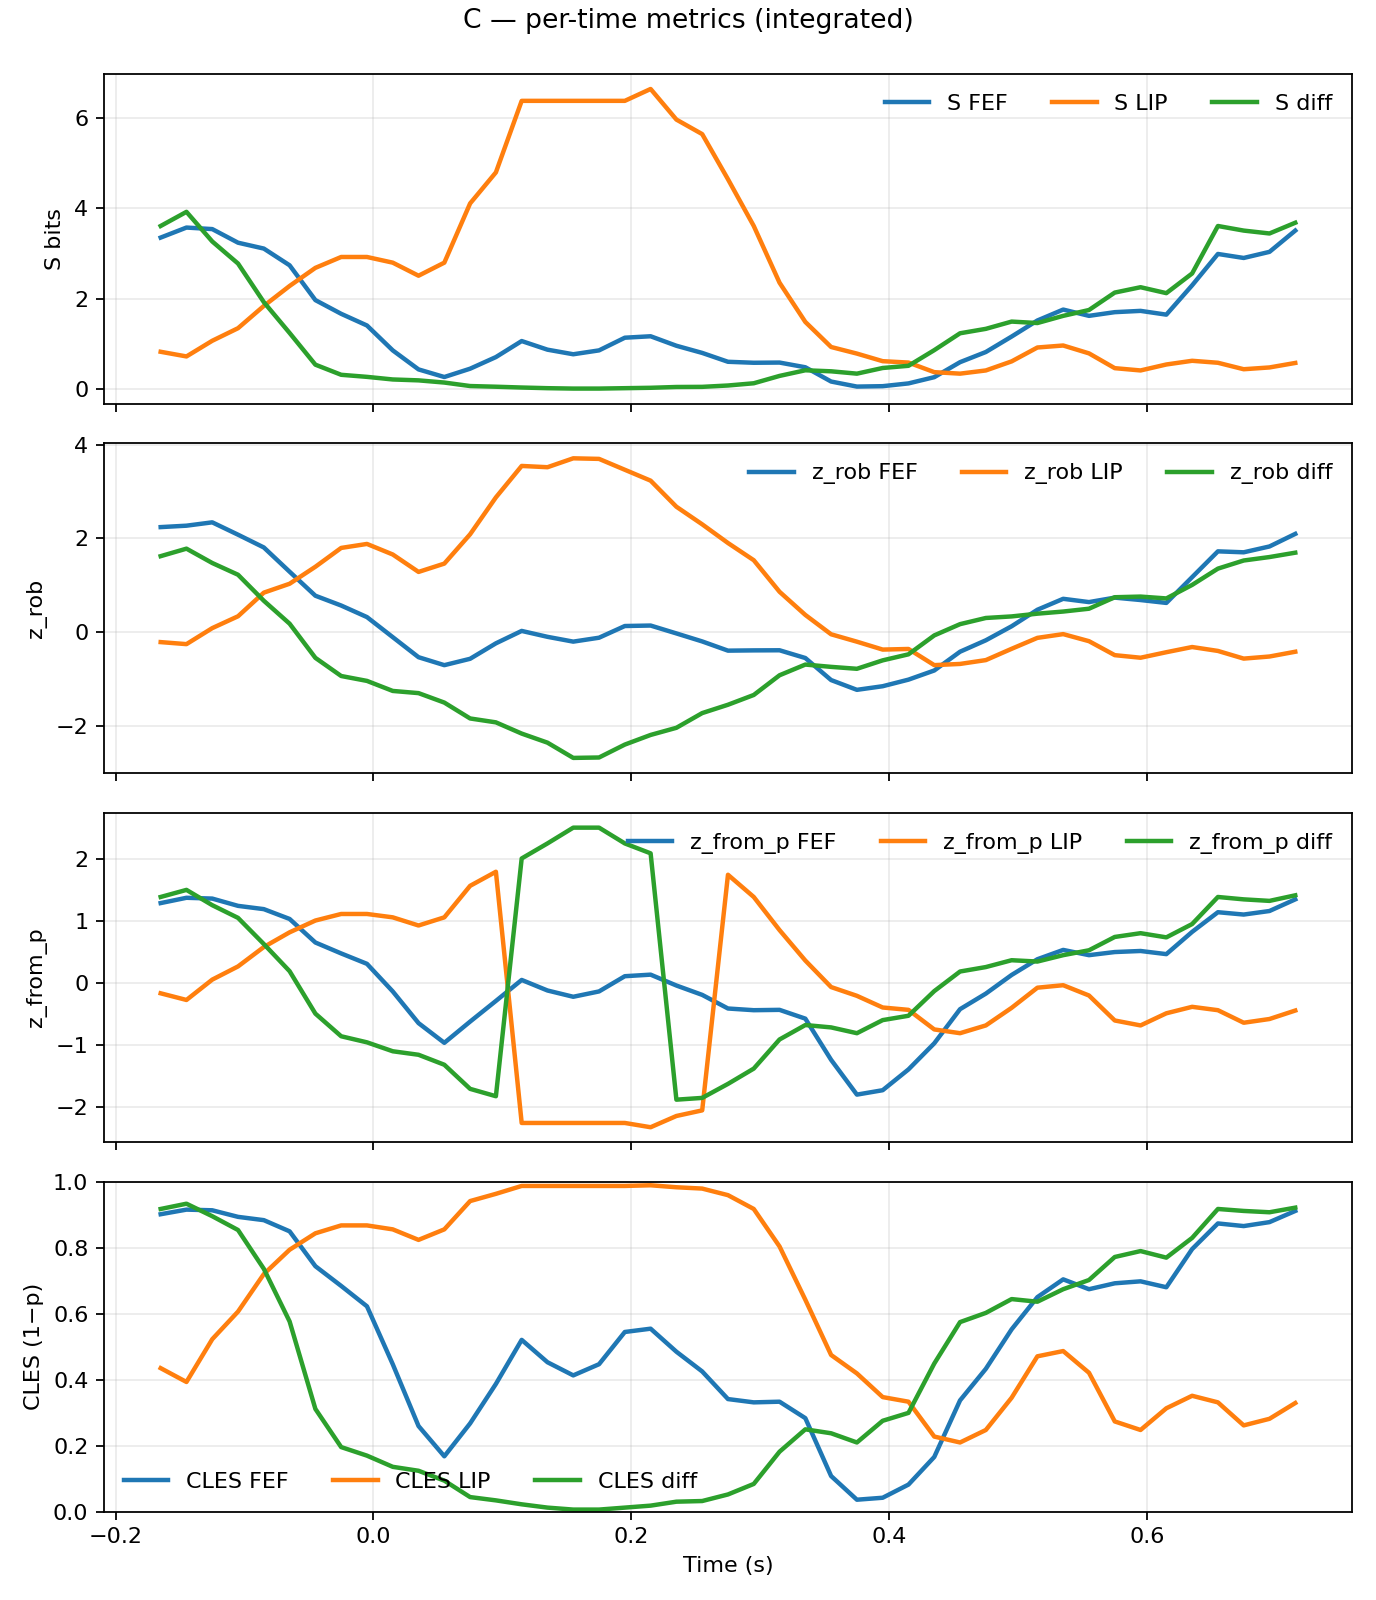 C — per-time metrics (integrated)
S FEF S LIP S diff
6
4
2
0
S bits
z_rob FEF z_rob LIP z_rob diff
4
2
0
−2
z_rob
z_from_p FEF z_from_p LIP z_from_p diff
2
1
0
−1
−2
z_from_p
1.0
0.8
0.6
0.4
0.2
0.0
CLES (1−p)
CLES FEF CLES LIP CLES diff
−0.2 0.0 0.2 0.4 0.6
Time (s)